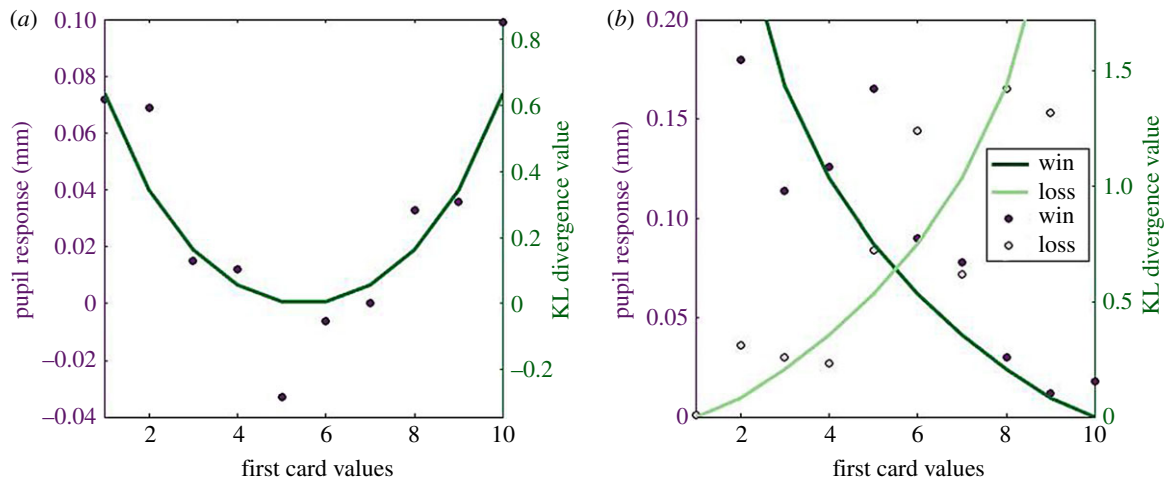 (a)
pupil response (mm)
0.10
0.08
0.06
0.04
0.02
0
–0.02
–0.04
2
4
6
8
10
first card values
0.8
0.6
0.4
0.2
0
–0.2
KL divergence value
(b)
pupil response (mm)
0.20
0.15
0.10
0.05
0
2
4
6
8
10
first card values
1.5
1.0
0.5
0
KL divergence value
win
loss
win
loss